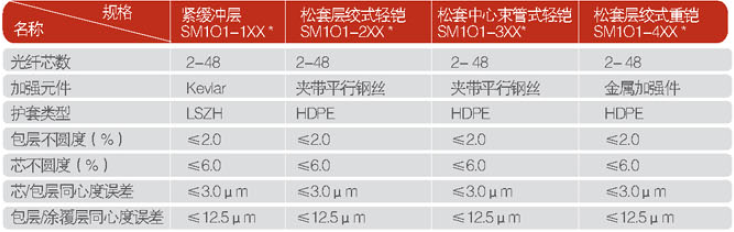 规格
名称
紧缓冲层 松套层绞式轻铠 松套中心束管式轻铠 松套层绞式重铠
SM101-1XX* SM101-2XX* SM101-3XX* SM101-4XX*
光纤芯数 2-48 2-48 2-48 2-48
加强元件 Kevlar 夹带平行钢丝 夹带平行钢丝 金属加强件
护套类型 LSZH HDPE HDPE HDPE
包层不圆度(%) ≤2.0 ≤2.0 ≤2.0 ≤2.0
芯不圆度(%) ≤6.0 ≤6.0 ≤6.0 ≤6.0
芯/包层同心度误差 ≤3.0μm ≤3.0μm ≤3.0μm ≤3.0μm
包层/涂覆层同心度误差 ≤12.5μm ≤12.5μm ≤12.5μm ≤12.5μm